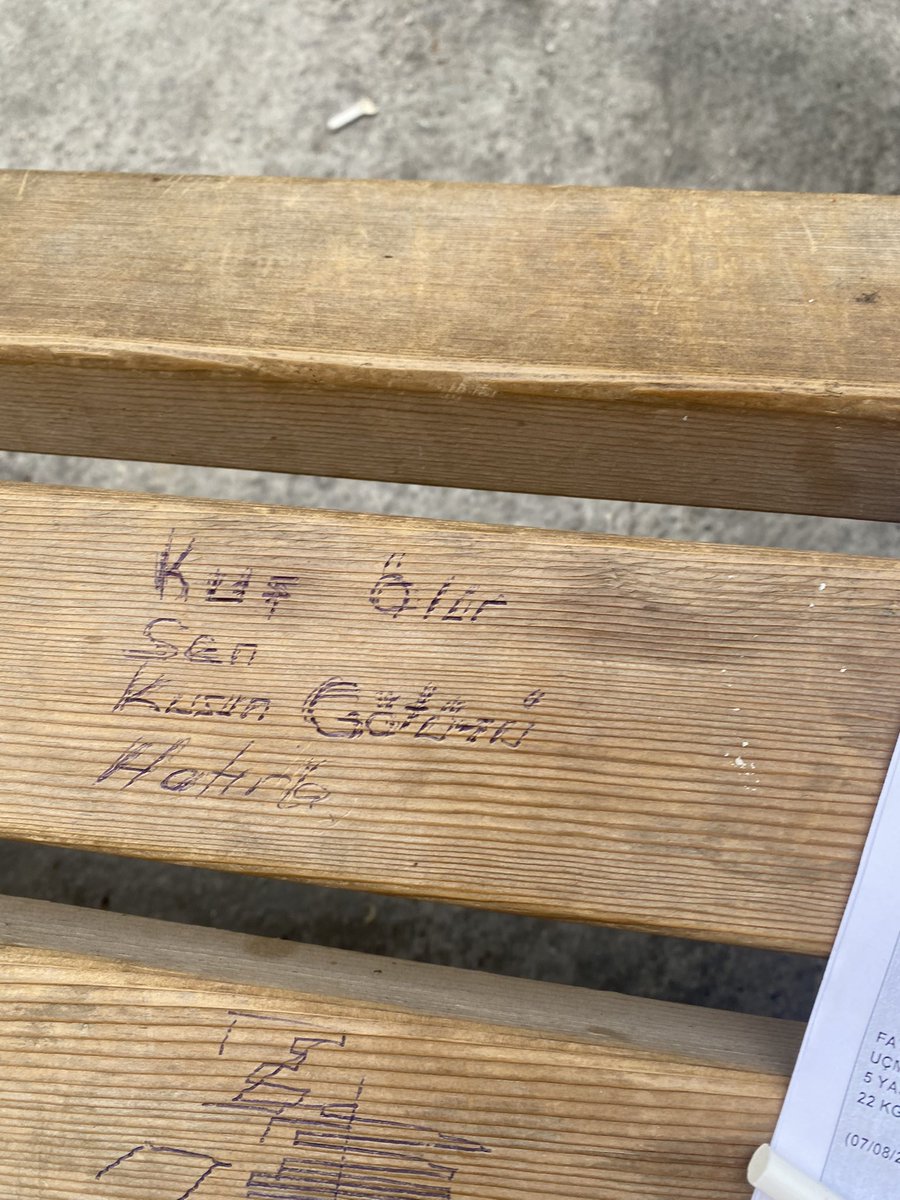 Kuş ölür
Sen
Kuşun Götünü
Hatırla
FA
UÇM
5 YA
22 KG
(07/08/2